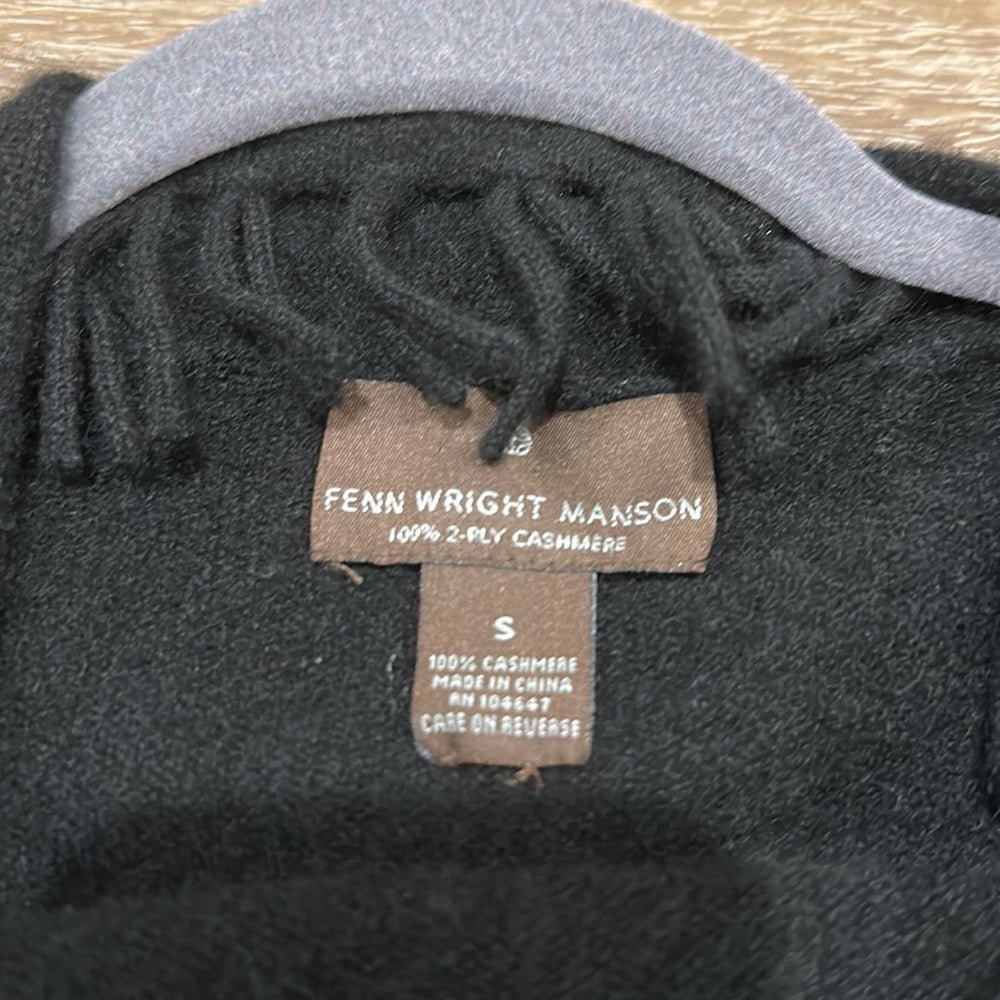 FENN WRIGHT MANSON
100% 2-PLY CASHMERE
S
100% CASHMERE
MADE IN CHINA
RN 104647
CARE ON REVERSE